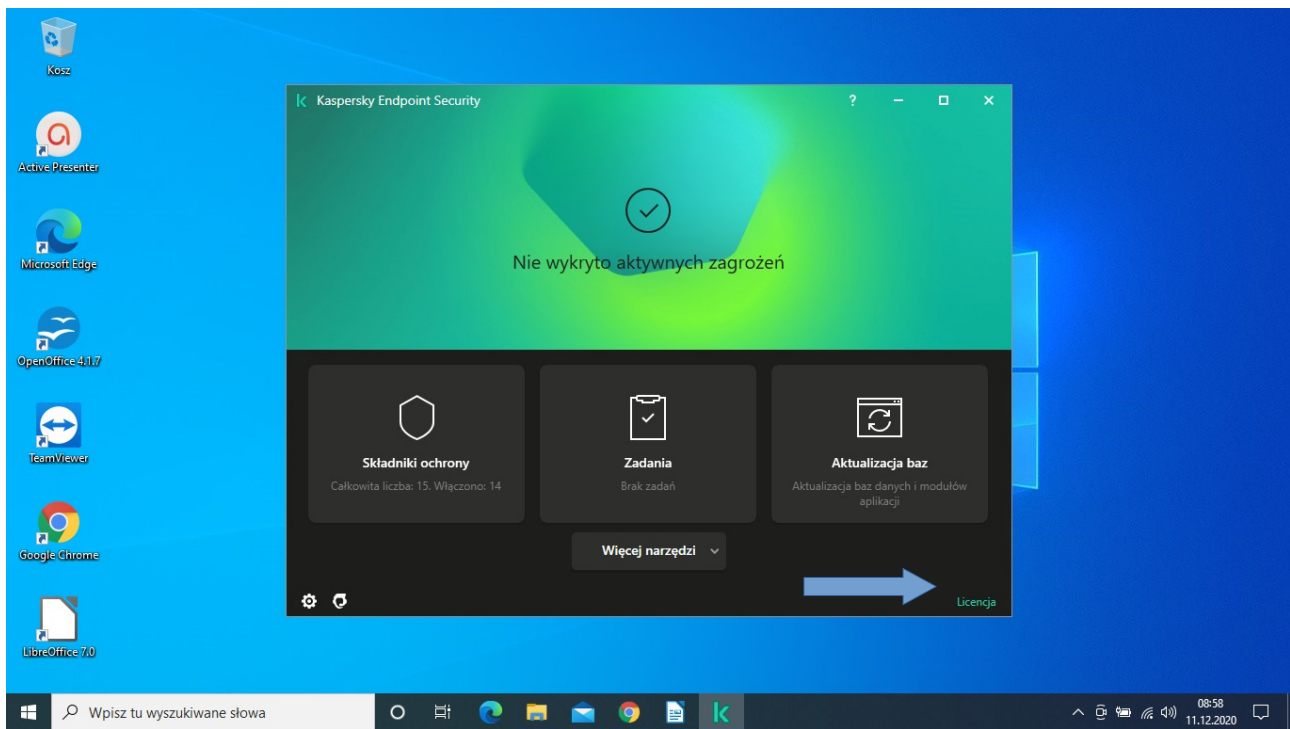 Kosz
Active Presenter
Microsoft Edge
OpenOffice 4.1.7
TeamViewer
Google Chrome
LibreOffice 7.0
Kaspersky Endpoint Security
?
Nie wykryto aktywnych zagrożeń
Składniki ochrony
Całkowita liczba: 15. Włączono: 14
Zadania
Brak zadań
Aktualizacja baz
Aktualizacja baz danych i modułów
aplikacji
Więcej narzędzi
Licencja
Wpisz tu wyszukiwane słowa
08:58
11.12.2020